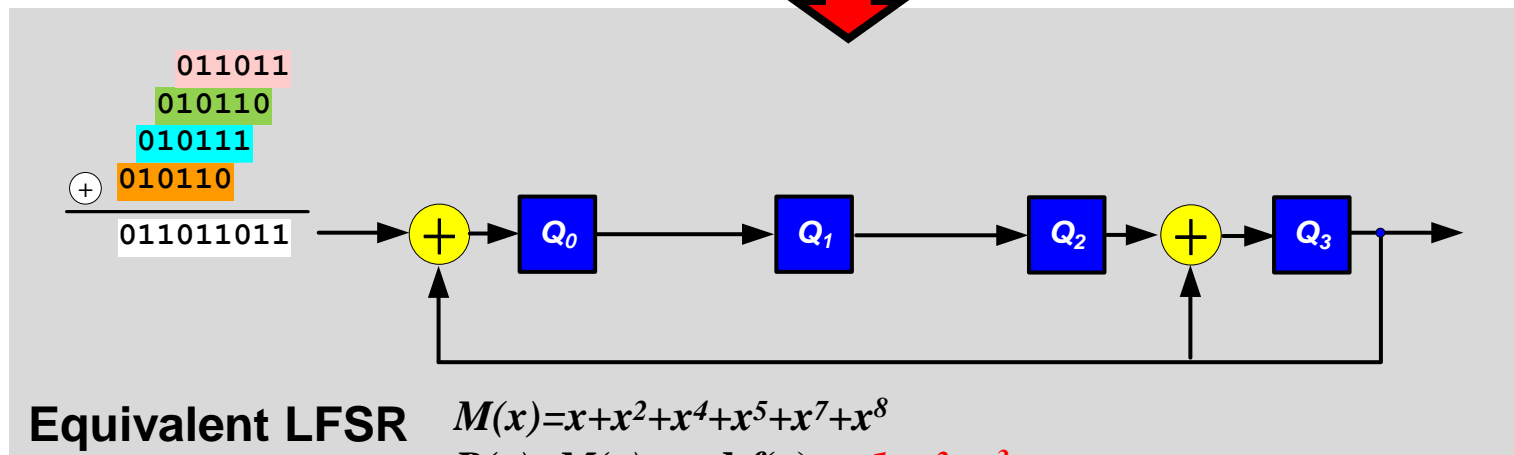 011011
010110
010111
+ 010110
011011011
+ Q₀ Q₁ Q₂ + Q₃
Equivalent LFSR M(x)=x+x²+x⁴+x⁵+x⁷+x⁸